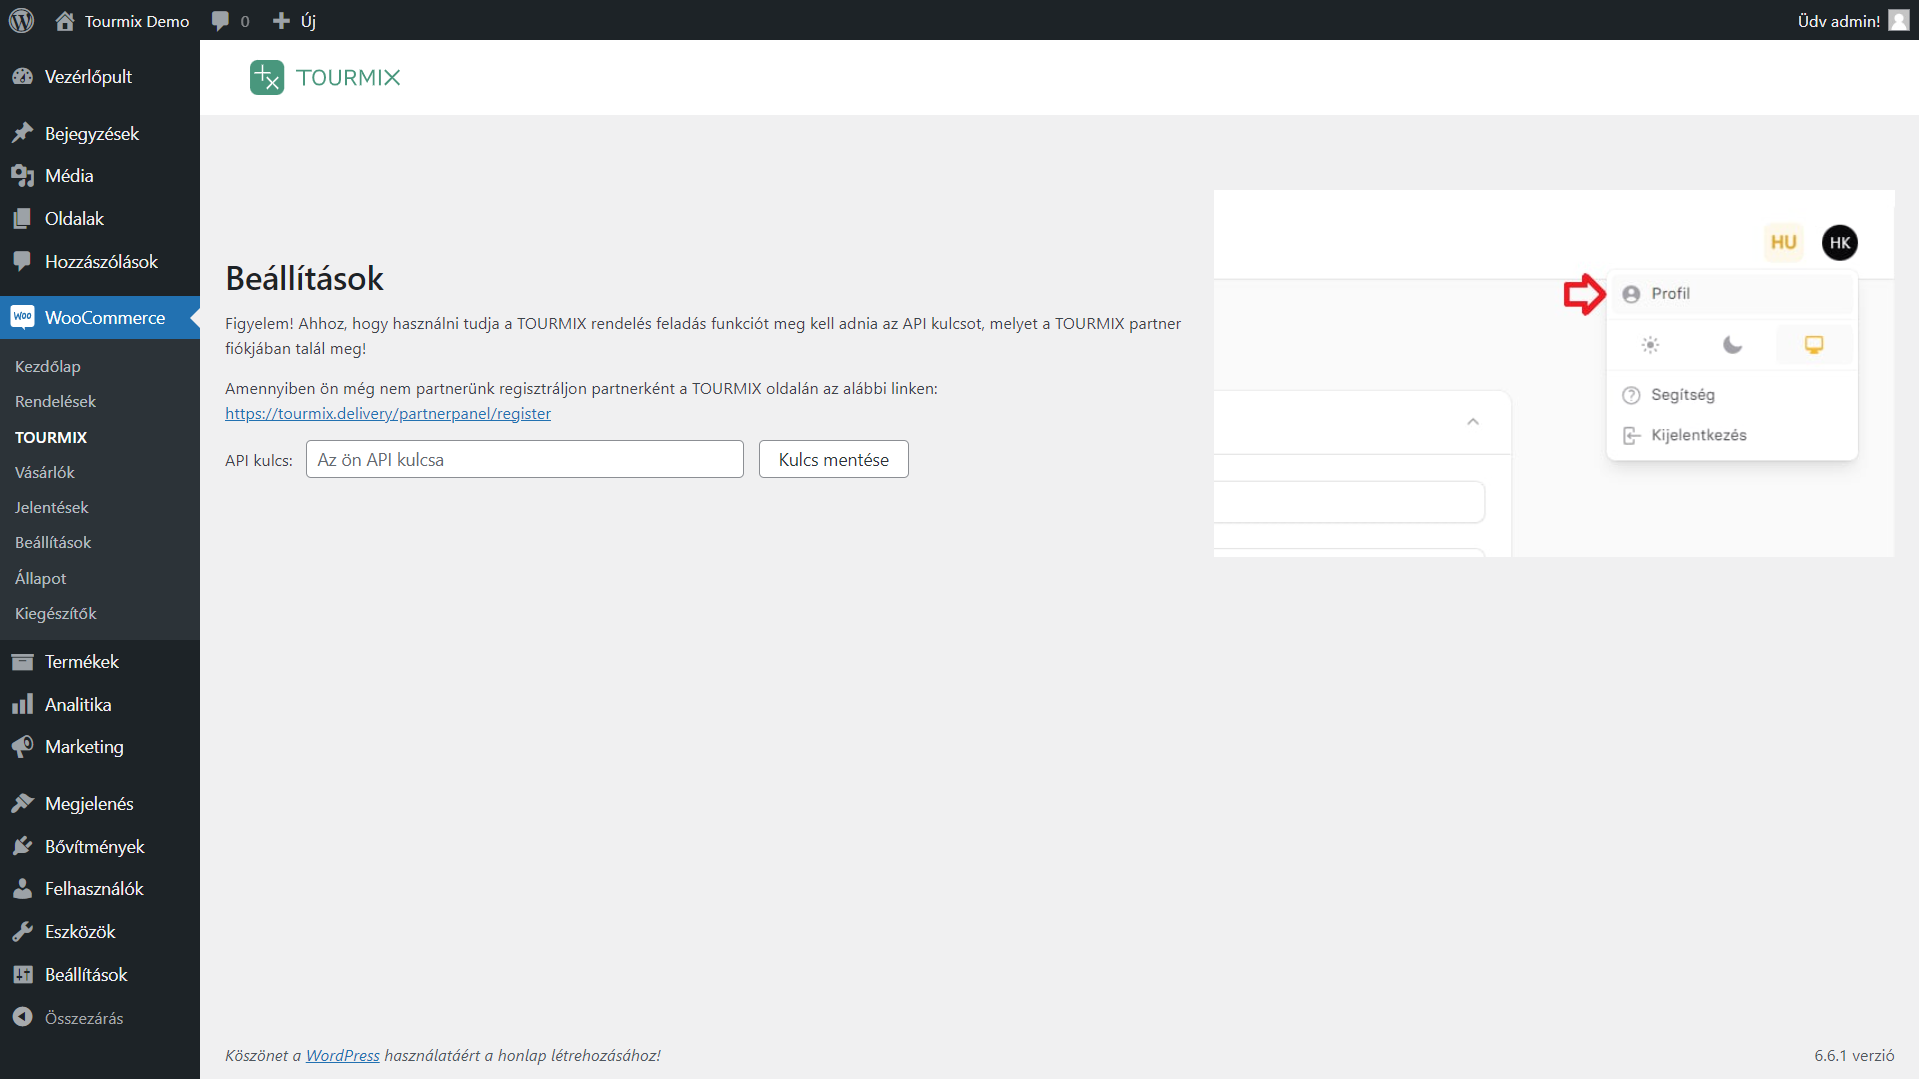 Tourmix Demo
0
Új
Üdv admin!
Vezérlőpult
Bejegyzések
Média
Oldalak
Hozzászólások
Woo
WooCommerce
Kezdőlap
Rendelések
TOURMIX
Vásárlók
Jelentések
Beállítások
Állapot
Kiegészítők
Termékek
Analitika
Marketing
Megjelenés
Bővítmények
Felhasználók
Eszközök
Beállítások
Összezárás
TOURMIX
Beállítások
Figyelem! Ahhoz, hogy használni tudja a TOURMIX rendelés feladás funkciót meg kell adnia az API kulcsot, melyet a TOURMIX partner
fiókjában talál meg!
Amennyiben ön még nem partnerünk regisztráljon partnerként a TOURMIX oldalán az alábbi linken:
https://tourmix.delivery/partnerpanel/register
API kulcs:
Az ön API kulcsa
Kulcs mentése
HU
HK
Profil
Segítség
Kijelentkezés
Köszönet a WordPress használatáért a honlap létrehozásához!
6.6.1 verzió